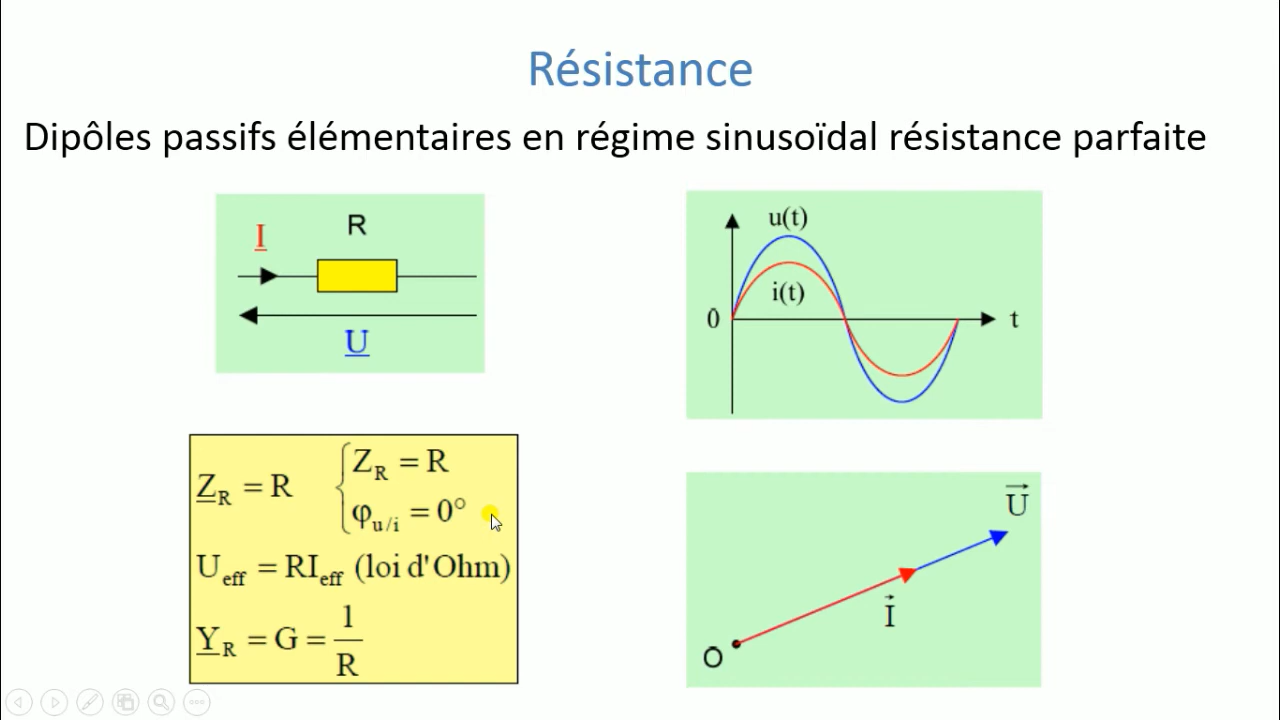 Résistance
Dipôles passifs élémentaires en régime sinusoïdal résistance parfaite
R
I
U
u(t)
i(t)
0
t
Z_R = R { Z_R = R
φ_u/i = 0°
U_eff = RI_eff (loi d'Ohm)
Y_R = G = 1/R
U⃗
I⃗
O